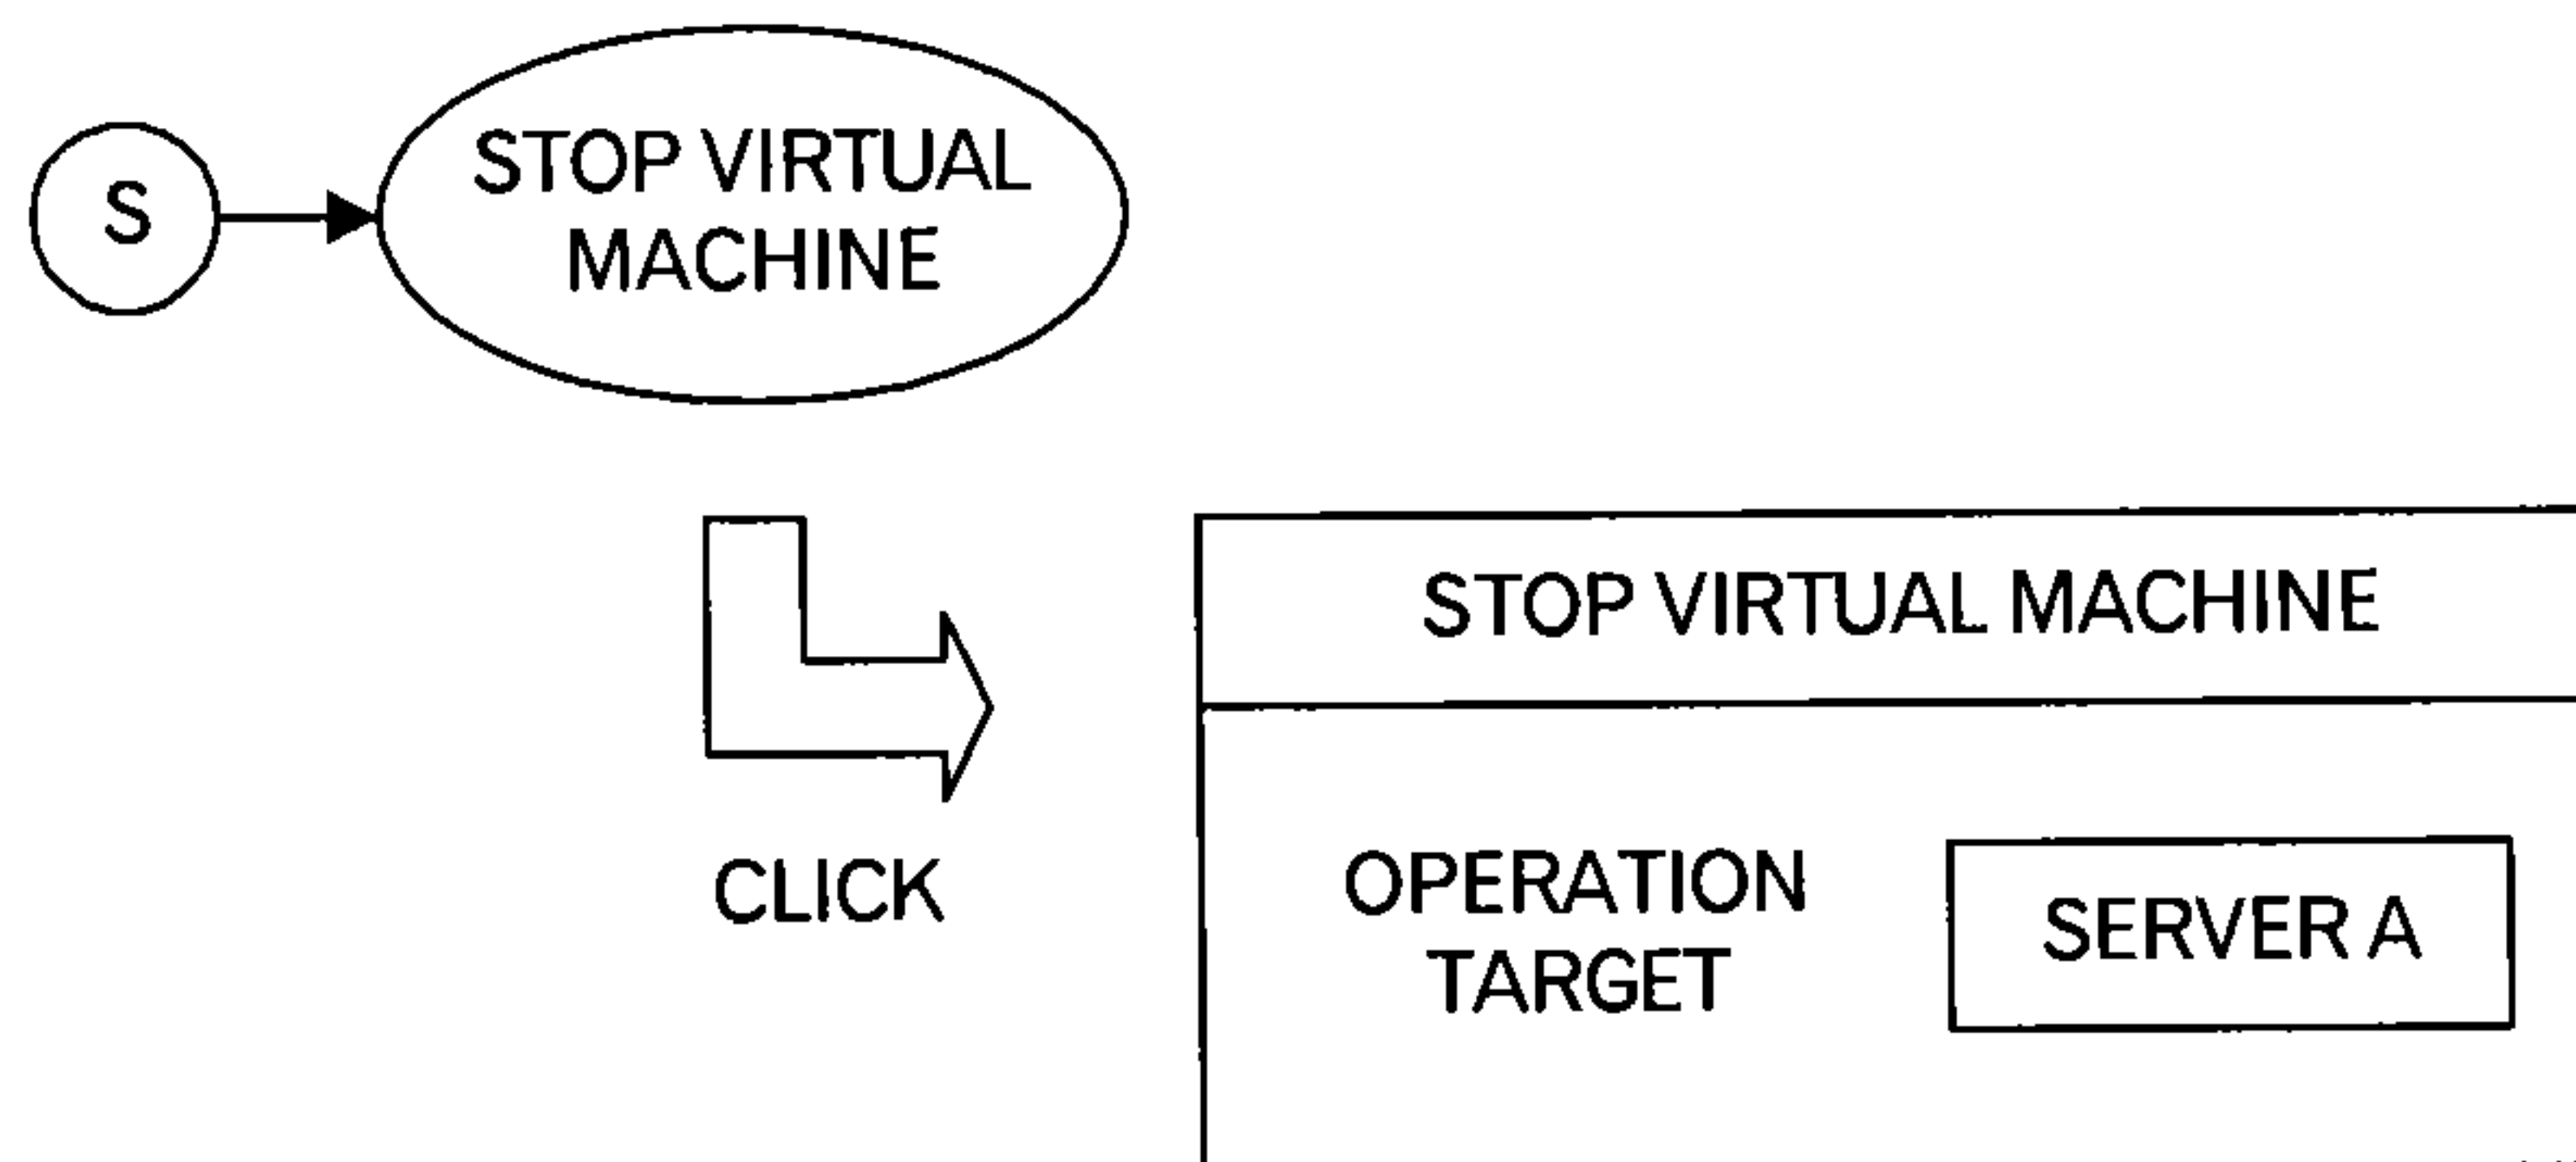 S
STOP VIRTUAL
MACHINE
STOP VIRTUAL MACHINE
CLICK
OPERATION
TARGET
SERVER A